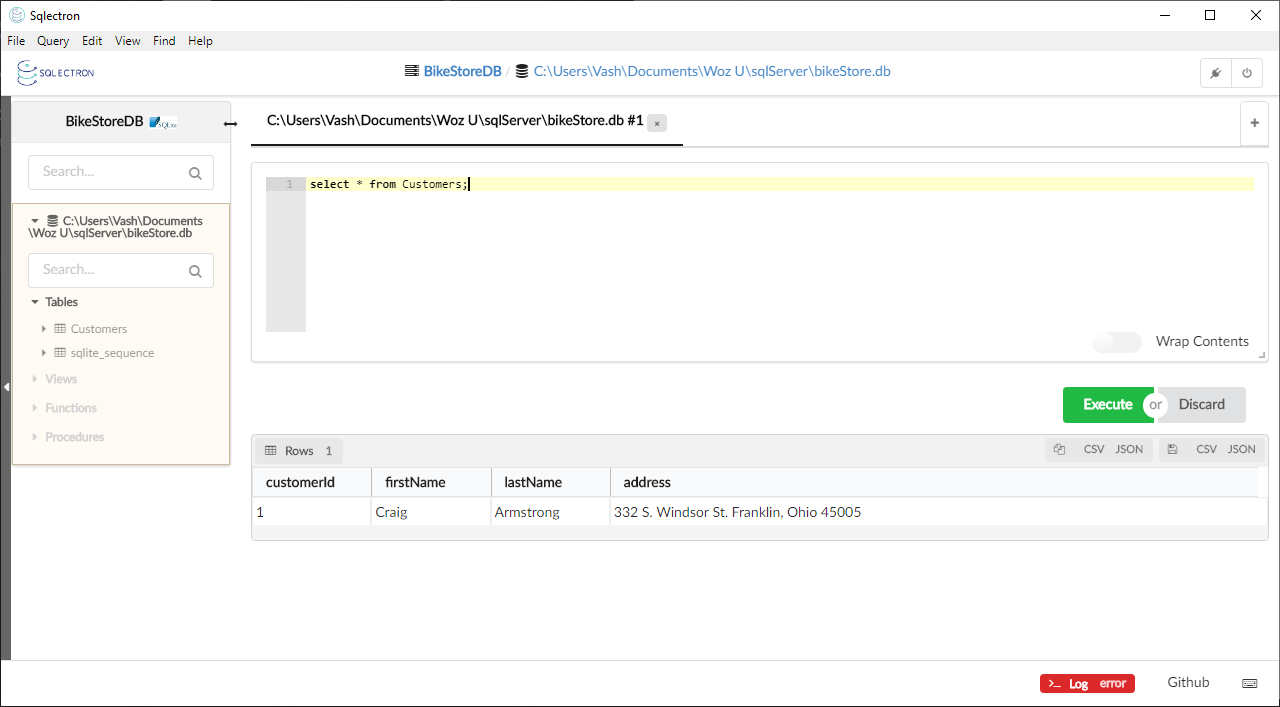 Sqlectron
File Query Edit View Find Help
SQLECTRON
BikeStoreDB / C:\Users\Vash\Documents\Woz U\sqlServer\bikeStore.db
BikeStoreDB SQLite
C:\Users\Vash\Documents\Woz U\sqlServer\bikeStore.db #1 ×
+
Search...
1 select * from Customers;
C:\Users\Vash\Documents
\Woz U\sqlServer\bikeStore.db
Search...
Tables
Customers
sqlite_sequence
Views
Functions
Procedures
Wrap Contents
Execute or Discard
Rows 1 CSV JSON CSV JSON
customerId firstName lastName address
1 Craig Armstrong 332 S. Windsor St. Franklin, Ohio 45005
>_ Log error Github